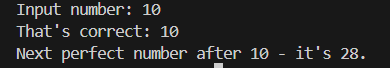 Input number: 10
That's correct: 10
Next perfect number after 10 - it's 28.